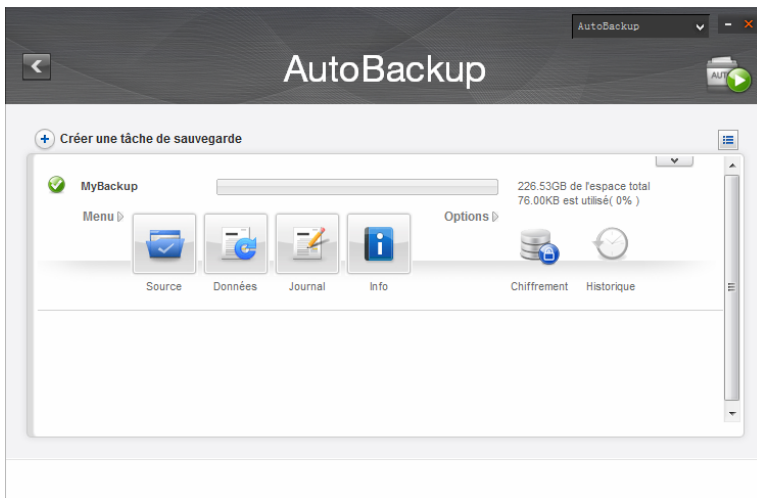 AutoBackup
AutoBackup
AUTO
Créer une tâche de sauvegarde
MyBackup
226.53GB de l'espace total
76.00KB est utilisé( 0% )
Menu
Options
Source
Données
Journal
Info
Chiffrement
Historique